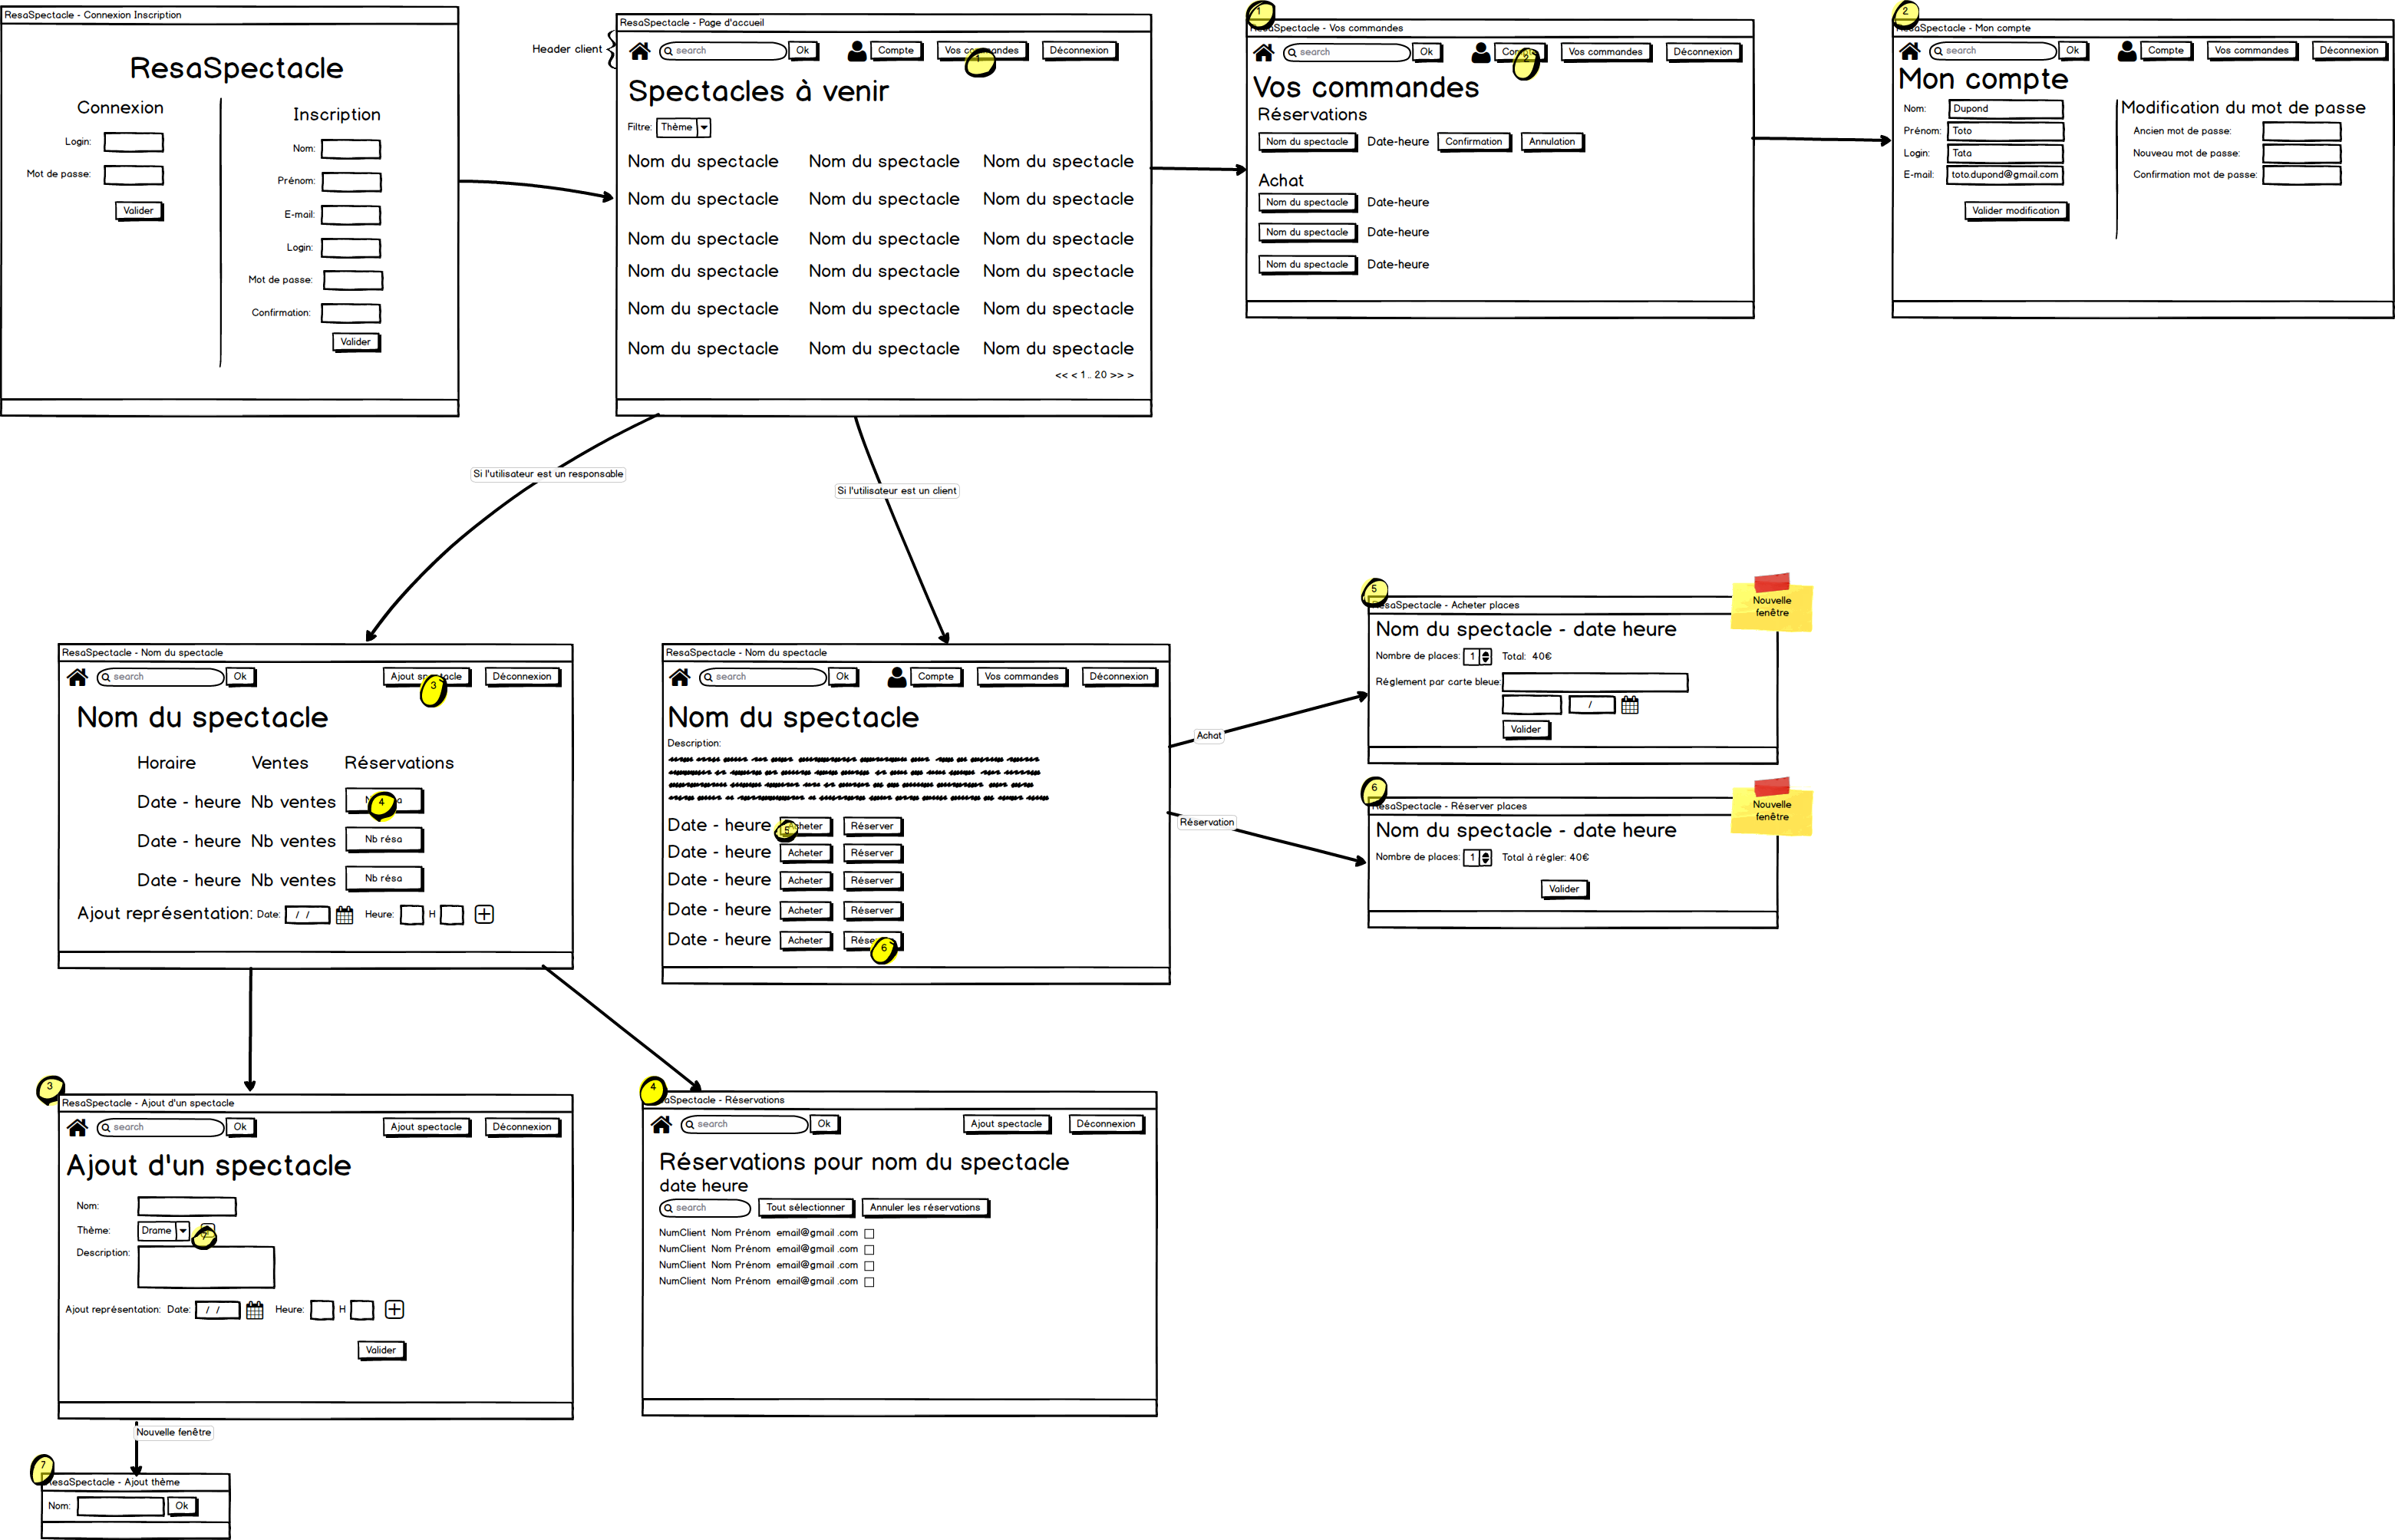 ResaSpectacle - Connexion Inscription
ResaSpectacle
Connexion
Login:
Mot de passe:
Valider
Inscription
Nom:
Prénom:
E-mail:
Login:
Mot de passe:
Confirmation:
Valider
Header client
ResaSpectacle - Page d'accueil
search Ok Compte Vos commandes Déconnexion
1
Spectacles à venir
Filtre: Thème
Nom du spectacle Nom du spectacle Nom du spectacle
Nom du spectacle Nom du spectacle Nom du spectacle
Nom du spectacle Nom du spectacle Nom du spectacle
Nom du spectacle Nom du spectacle Nom du spectacle
Nom du spectacle Nom du spectacle Nom du spectacle
Nom du spectacle Nom du spectacle Nom du spectacle
<< < 1 .. 20 >> >
1
ResaSpectacle - Vos commandes
search Ok Compte Vos commandes Déconnexion
2
Vos commandes
Réservations
Nom du spectacle Date-heure Confirmation Annulation
Achat
Nom du spectacle Date-heure
Nom du spectacle Date-heure
Nom du spectacle Date-heure
2
ResaSpectacle - Mon compte
search Ok Compte Vos commandes Déconnexion
Mon compte
Nom: Dupond
Prénom: Toto
Login: Tata
E-mail: toto.dupond@gmail.com
Valider modification
Modification du mot de passe
Ancien mot de passe:
Nouveau mot de passe:
Confirmation mot de passe:
Si l'utilisateur est un responsable
Si l'utilisateur est un client
ResaSpectacle - Nom du spectacle
search Ok Ajout spectacle Déconnexion
3
Nom du spectacle
Horaire Ventes Réservations
Date - heure Nb ventes
4
Date - heure Nb ventes Nb résa
Date - heure Nb ventes Nb résa
Ajout représentation: Date: / / Heure: H
ResaSpectacle - Nom du spectacle
search Ok Compte Vos commandes Déconnexion
Nom du spectacle
Description:
Date - heure Acheter Réserver
5
Date - heure Acheter Réserver
Date - heure Acheter Réserver
Date - heure Acheter Réserver
Date - heure Acheter Réserver
6
Achat
Réservation
5
ResaSpectacle - Acheter places
Nouvelle
fenêtre
Nom du spectacle - date heure
Nombre de places: 1 Total: 40€
Réglement par carte bleue:
/
Valider
6
ResaSpectacle - Réserver places
Nouvelle
fenêtre
Nom du spectacle - date heure
Nombre de places: 1 Total à régler: 40€
Valider
3
ResaSpectacle - Ajout d'un spectacle
search Ok Ajout spectacle Déconnexion
Ajout d'un spectacle
Nom:
Thème: Drame
7
Description:
Ajout représentation: Date: / / Heure: H
Valider
4
ResaSpectacle - Réservations
search Ok Ajout spectacle Déconnexion
Réservations pour nom du spectacle
date heure
search Tout sélectionner Annuler les réservations
NumClient Nom Prénom email@gmail .com
NumClient Nom Prénom email@gmail .com
NumClient Nom Prénom email@gmail .com
NumClient Nom Prénom email@gmail .com
Nouvelle fenêtre
7
ResaSpectacle - Ajout thème
Nom: Ok